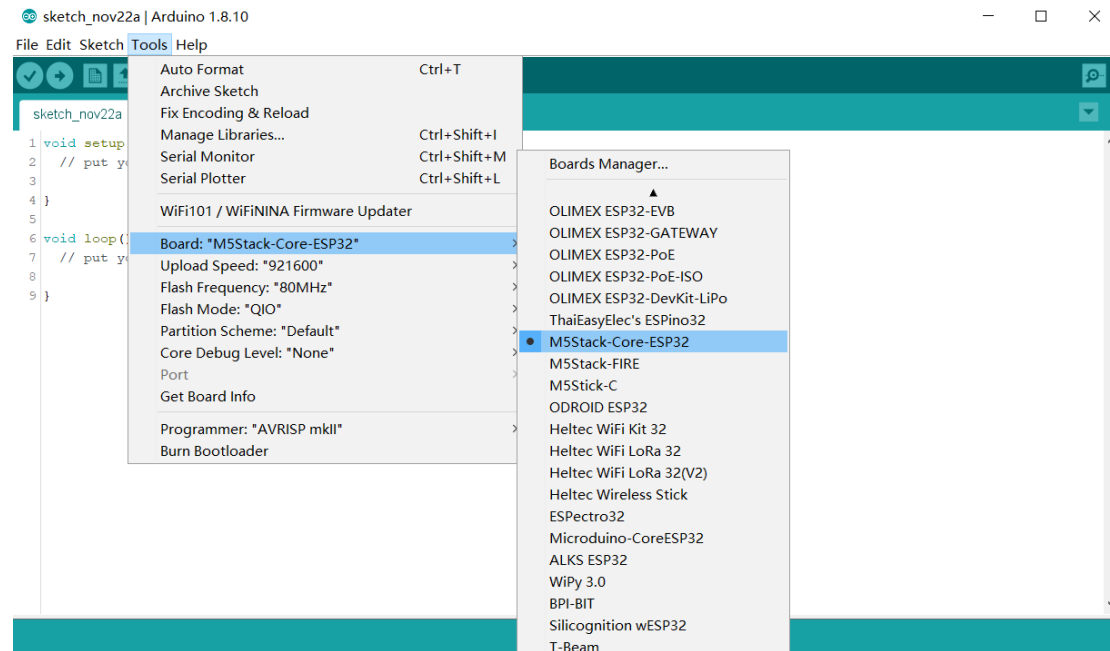 sketch_nov22a | Arduino 1.8.10
File Edit Sketch Tools Help
sketch_nov22a
1 void setup
2 // put yo
3
4 }
5
6 void loop()
7 // put yo
8
9 }
Auto Format Ctrl+T
Archive Sketch
Fix Encoding & Reload
Manage Libraries... Ctrl+Shift+I
Serial Monitor Ctrl+Shift+M
Serial Plotter Ctrl+Shift+L
WiFi101 / WiFiNINA Firmware Updater
Board: "M5Stack-Core-ESP32"
Upload Speed: "921600"
Flash Frequency: "80MHz"
Flash Mode: "QIO"
Partition Scheme: "Default"
Core Debug Level: "None"
Port
Get Board Info
Programmer: "AVRISP mkII"
Burn Bootloader
Boards Manager...
OLIMEX ESP32-EVB
OLIMEX ESP32-GATEWAY
OLIMEX ESP32-PoE
OLIMEX ESP32-PoE-ISO
OLIMEX ESP32-DevKit-LiPo
ThaiEasyElec's ESPino32
M5Stack-Core-ESP32
M5Stack-FIRE
M5Stick-C
ODROID ESP32
Heltec WiFi Kit 32
Heltec WiFi LoRa 32
Heltec WiFi LoRa 32(V2)
Heltec Wireless Stick
ESPectro32
Microduino-CoreESP32
ALKS ESP32
WiPy 3.0
BPI-BIT
Silicognition wESP32
T-Beam